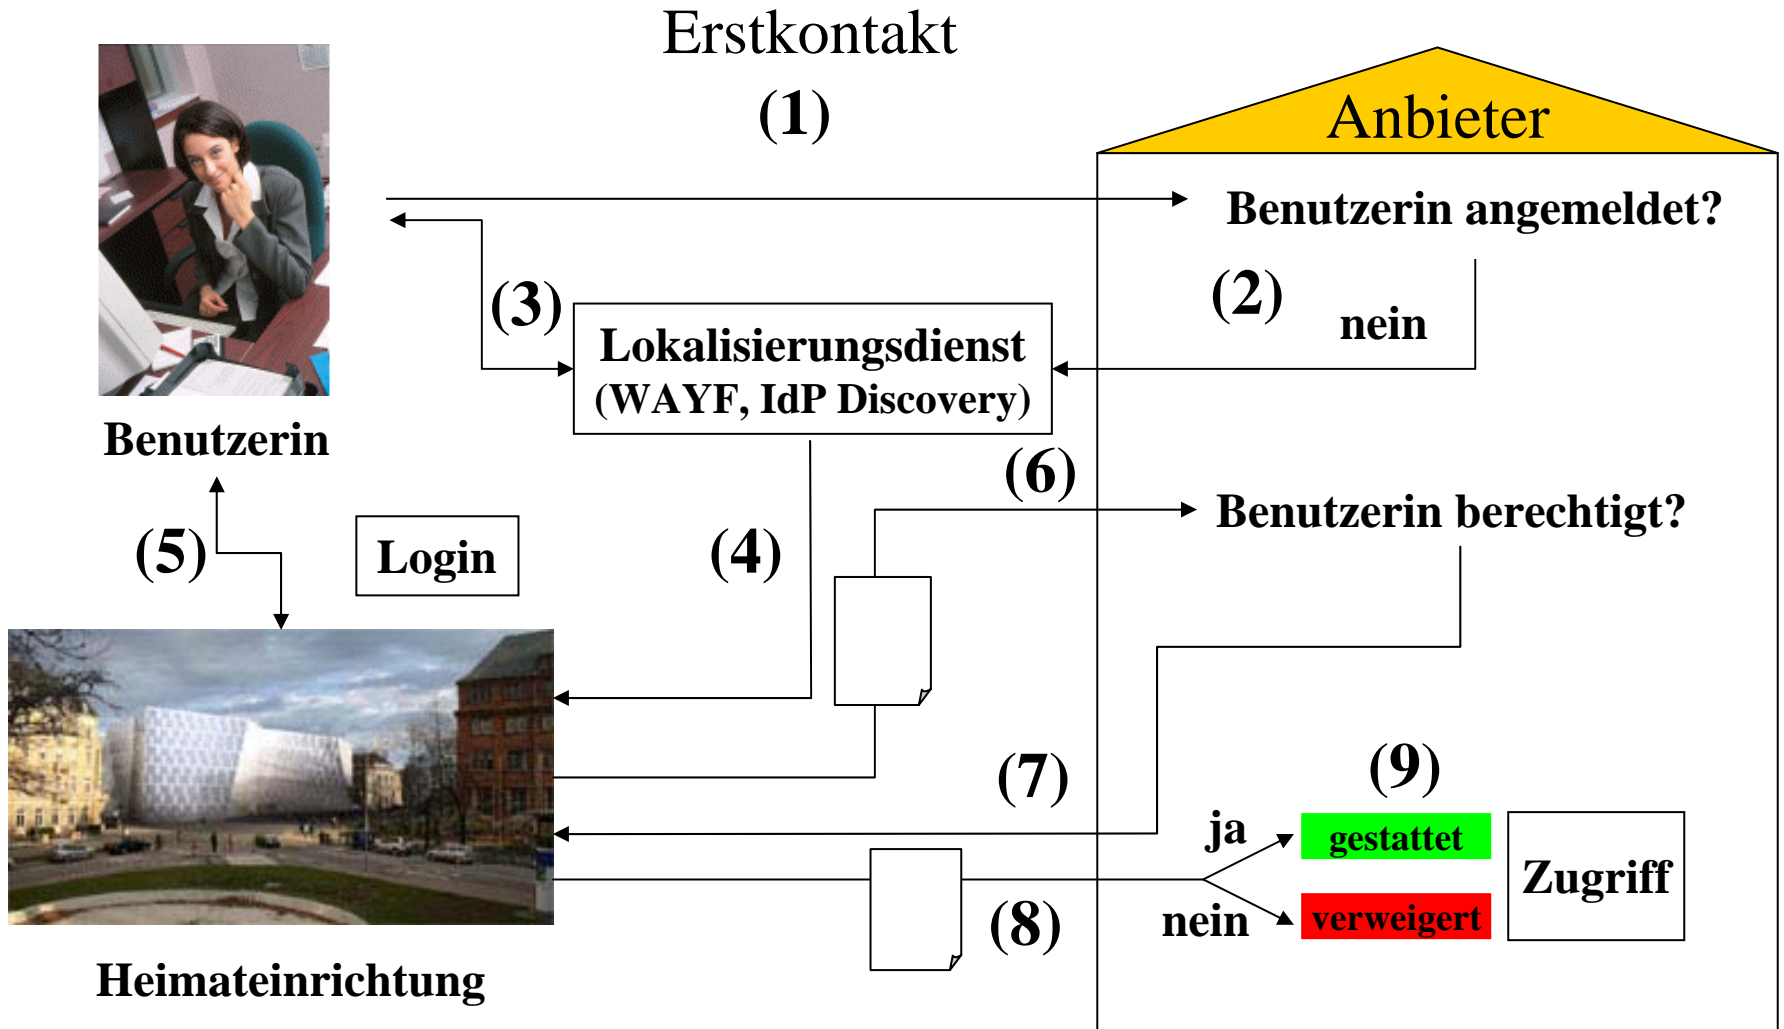 Erstkontakt
(1)
Anbieter
Benutzerin angemeldet?
(2)
nein
(3)
Lokalisierungsdienst
(WAYF, IdP Discovery)
Benutzerin
(6)
Benutzerin berechtigt?
(5)
Login
(4)
(7)
(9)
ja
gestattet
Zugriff
nein
verweigert
(8)
Heimateinrichtung